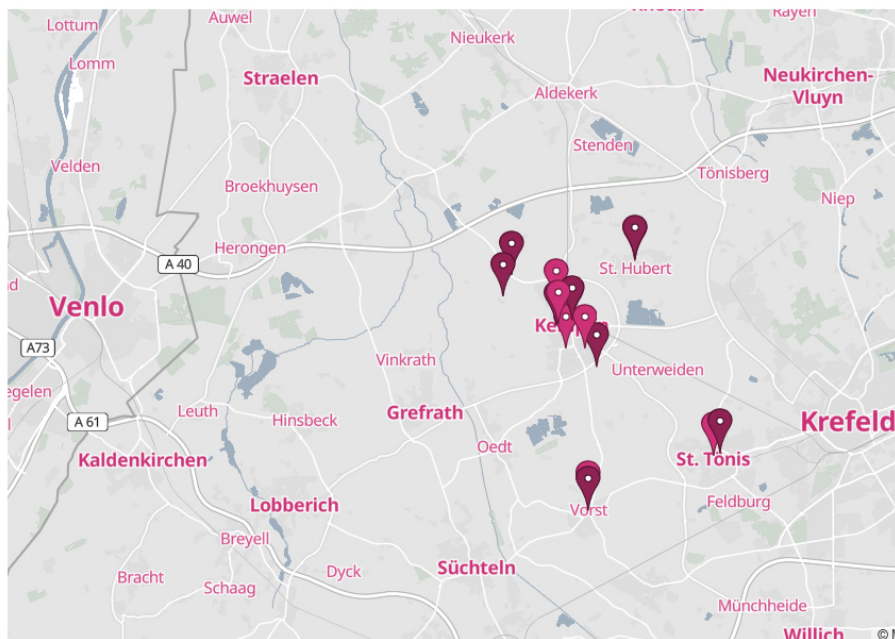 Lottum
Auwel
Rayen
Nieukerk
Lomm
Straelen
Neukirchen-
Vluyn
Aldekerk
Stenden
Velden
Tönisberg
Broekhuysen
Niep
Herongen
A 40
St. Hubert
Venlo
A73
Vinkrath
Unterweiden
Leuth
Hinsbeck
Grefrath
A 61
Krefeld
Oedt
Kaldenkirchen
St. Tönis
Lobberich
Feldburg
Vorst
Breyell
Dyck
Süchteln
Bracht
Schaag
Münchheide
Willich
©